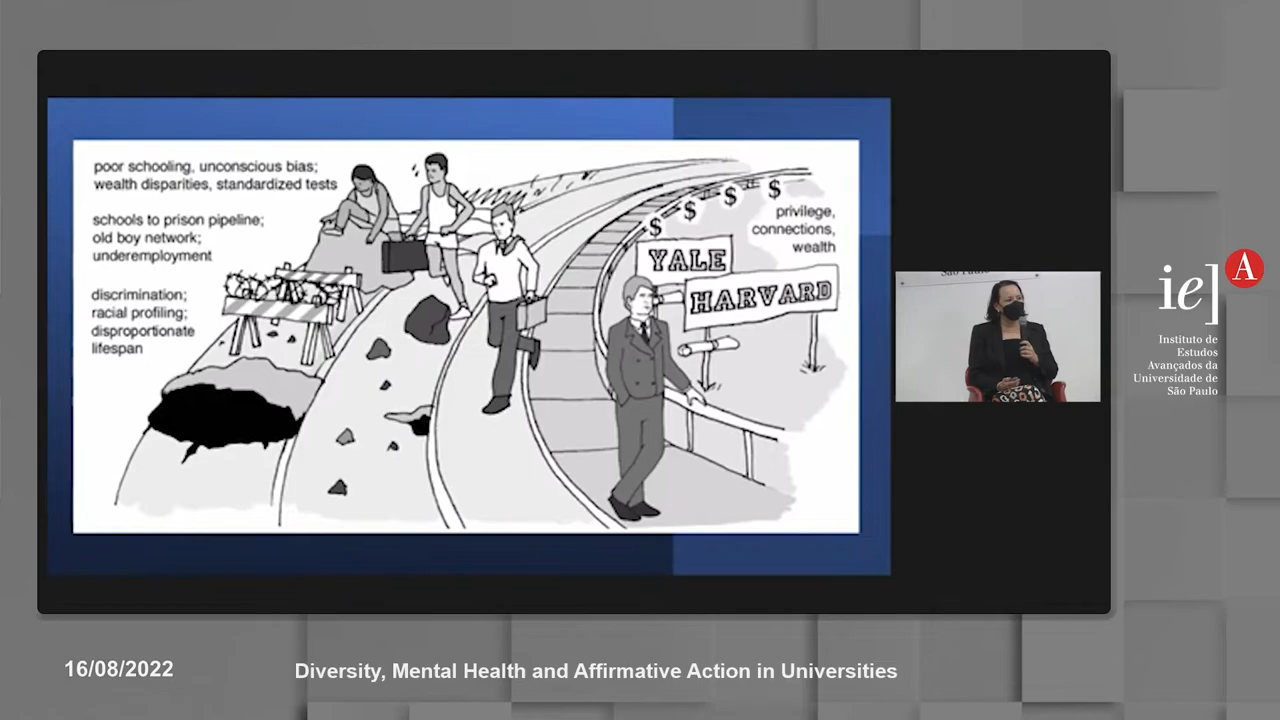 poor schooling, unconscious bias;
wealth disparities, standardized tests
schools to prison pipeline;
old boy network;
underemployment
discrimination;
racial profiling;
disproportionate
lifespan
$ $ $ $
privilege,
connections,
wealth
YALE
HARVARD
São Paulo
ie] A
Instituto de
Estudos
Avançados da
Universidade de
São Paulo
16/08/2022
Diversity, Mental Health and Affirmative Action in Universities